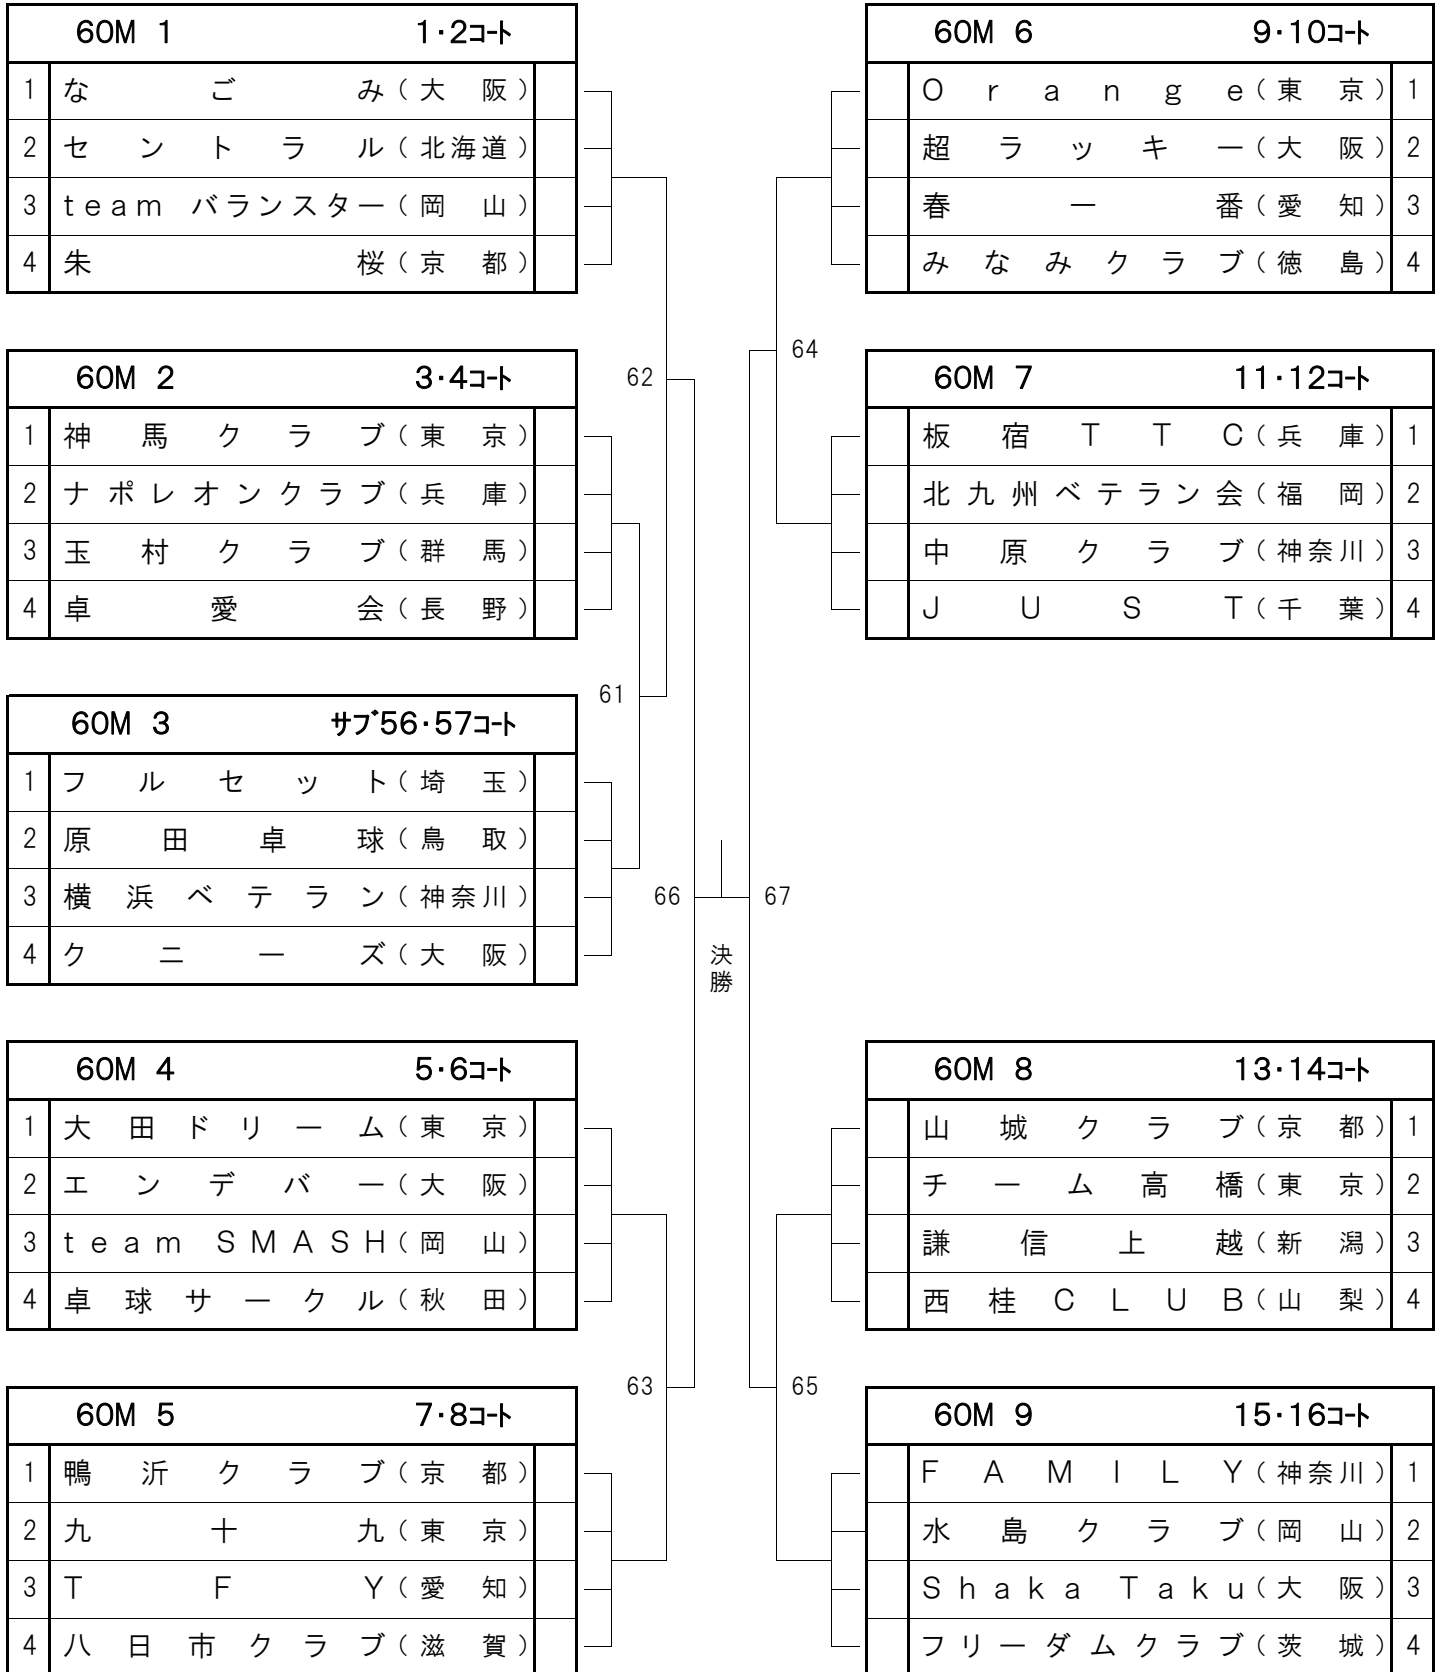 60M 1 1·2コート
1 なごみ（大阪）
2 セントラル（北海道）
3 team バランスター（岡山）
4 朱桜（京都）
62
60M 2 3·4コート
1 神馬クラブ（東京）
2 ナポレオンクラブ（兵庫）
3 玉村クラブ（群馬）
4 卓愛会（長野）
61
60M 3 サブ56·57コート
1 フルセット（埼玉）
2 原田卓球（鳥取）
3 横浜ベテラン（神奈川）
4 クニーズ（大阪）
66
60M 4 5·6コート
1 大田ドリーム（東京）
2 エンデバー（大阪）
3 team SMASH（岡山）
4 卓球サークル（秋田）
63
60M 5 7·8コート
1 鴨沂クラブ（京都）
2 九十九（東京）
3 TFY（愛知）
4 八日市クラブ（滋賀）
決勝
60M 6 9·10コート
Orange（東京） 1
超ラッキー（大阪） 2
春一番（愛知） 3
みなみクラブ（徳島） 4
64
60M 7 11·12コート
板宿TTC（兵庫） 1
北九州ベテラン会（福岡） 2
中原クラブ（神奈川） 3
JUST（千葉） 4
67
60M 8 13·14コート
山城クラブ（京都） 1
チーム高橋（東京） 2
謙信上越（新潟） 3
西桂CLUB（山梨） 4
65
60M 9 15·16コート
FAMILY（神奈川） 1
水島クラブ（岡山） 2
Shaka Taku（大阪） 3
フリーダムクラブ（茨城） 4